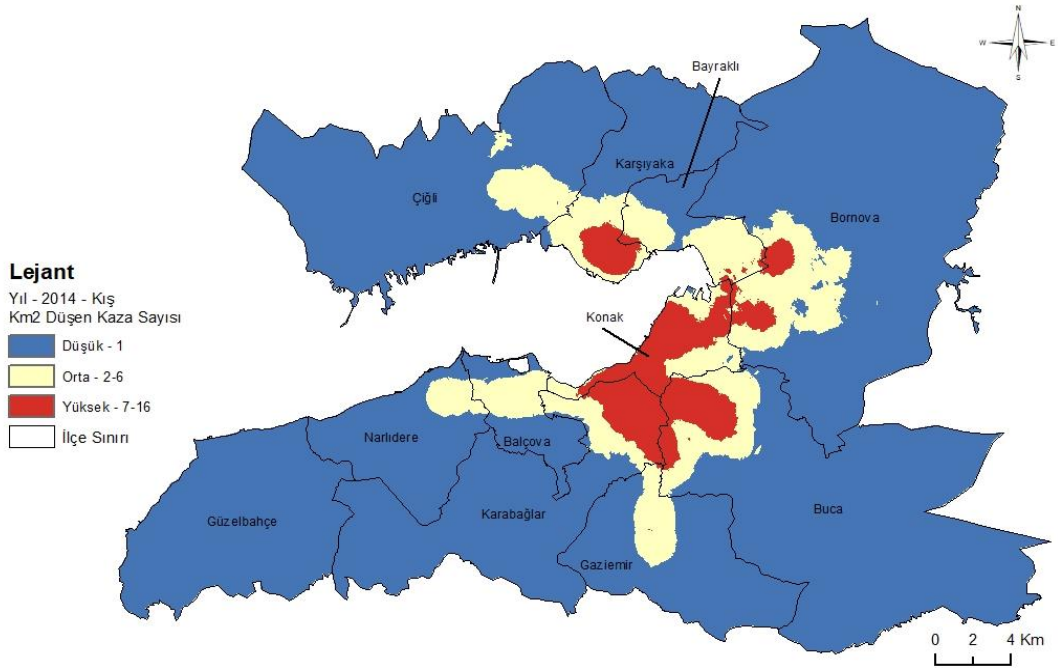 N
W
E
S
Bayraklı
Karşıyaka
Çiğli
Bornova
Lejant
Yıl - 2014 - Kış
Km2 Düşen Kaza Sayısı
Düşük - 1
Orta - 2-6
Yüksek - 7-16
İlçe Sınırı
Konak
Narlıdere
Balçova
Güzelbahçe
Karabağlar
Buca
Gaziemir
0 2 4 Km